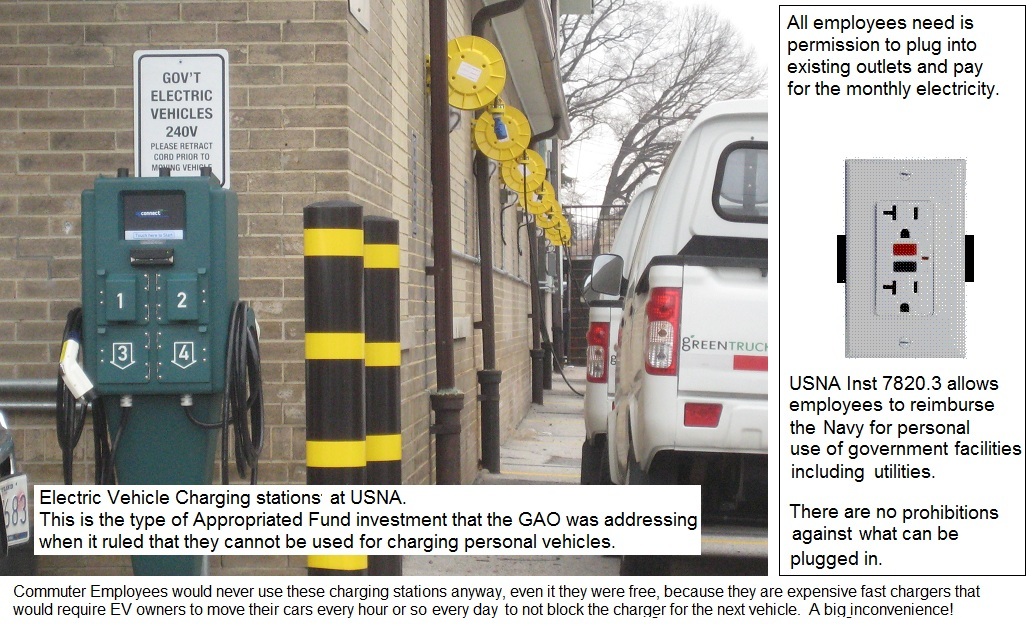 GOV'T
ELECTRIC
VEHICLES
240V
PLEASE RETRACT
CORD PRIOR TO
MOVING VEHICLE
connect
1
2
3
4
GREENTRUCK
683
Electric Vehicle Charging stations at USNA.
This is the type of Appropriated Fund investment that the GAO was addressing
when it ruled that they cannot be used for charging personal vehicles.
All employees need is
permission to plug into
existing outlets and pay
for the monthly electricity.
USNA Inst 7820.3 allows
employees to reimburse
the Navy for personal
use of government facilities
including utilities.
There are no prohibitions
against what can be
plugged in.
Commuter Employees would never use these charging stations anyway, even it they were free, because they are expensive fast chargers that
would require EV owners to move their cars every hour or so every day to not block the charger for the next vehicle. A big inconvenience!